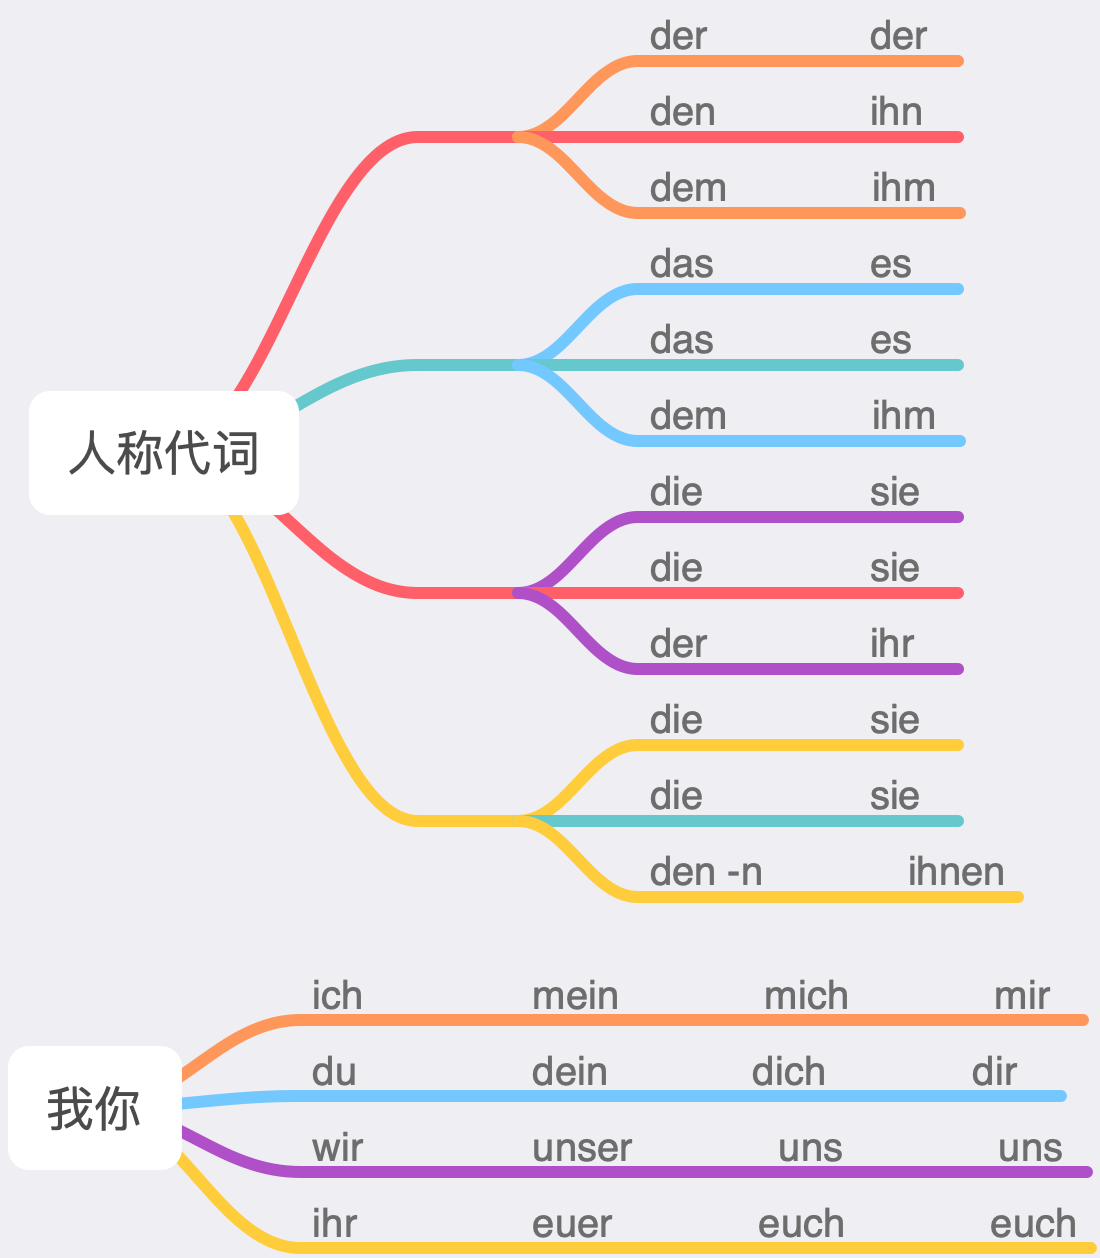 der der
den ihn
dem ihm
das es
das es
dem ihm
人称代词
die sie
die sie
der ihr
die sie
die sie
den -n ihnen
ich mein mich mir
du dein dich dir
我你
wir unser uns uns
ihr euer euch euch